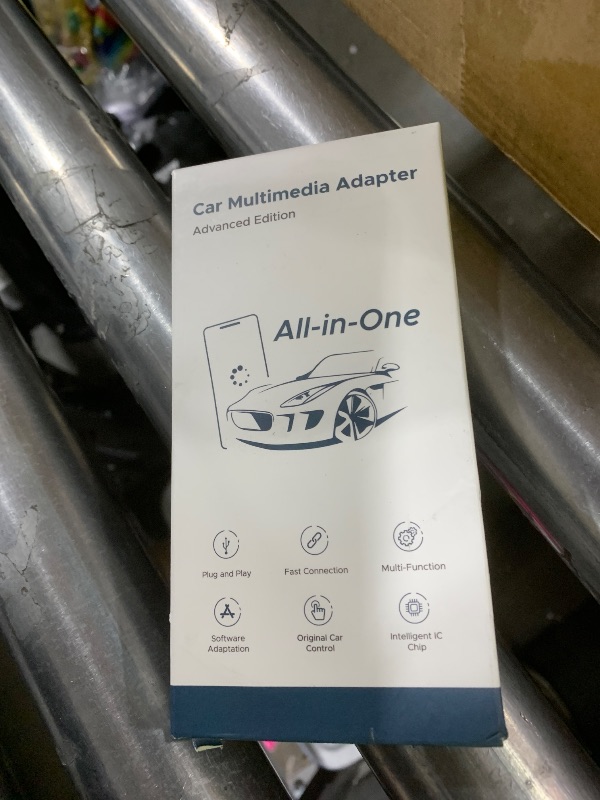 Car Multimedia Adapter
Advanced Edition
All-in-One
Plug and Play
Fast Connection
Multi-Function
Software
Adaptation
Original Car
Control
Intelligent IC
Chip